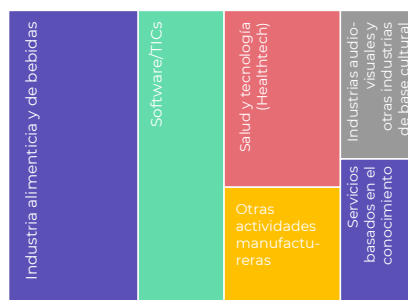 Industria alimenticia y de bebidas
Software/TICs
Salud y tecnología
(Healthtech)
Otras
actividades
manufactu-
reras
Industrias audio-
visuales y
otras industrias
de base cultural
Servicios
basados en el
conocimiento